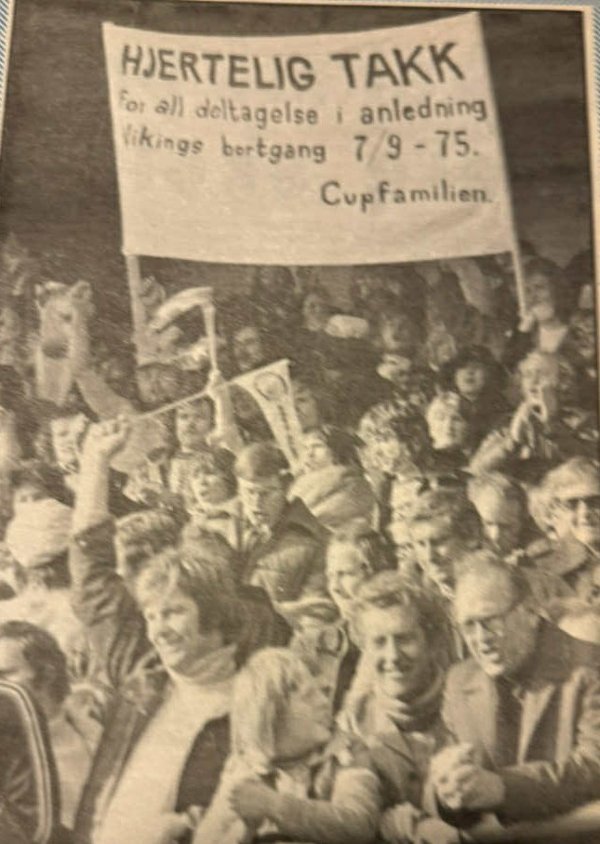 HJERTELIG TAKK
for all deltagelse i anledning
Vikings bortgang 7/9 - 75.
Cupfamilien.